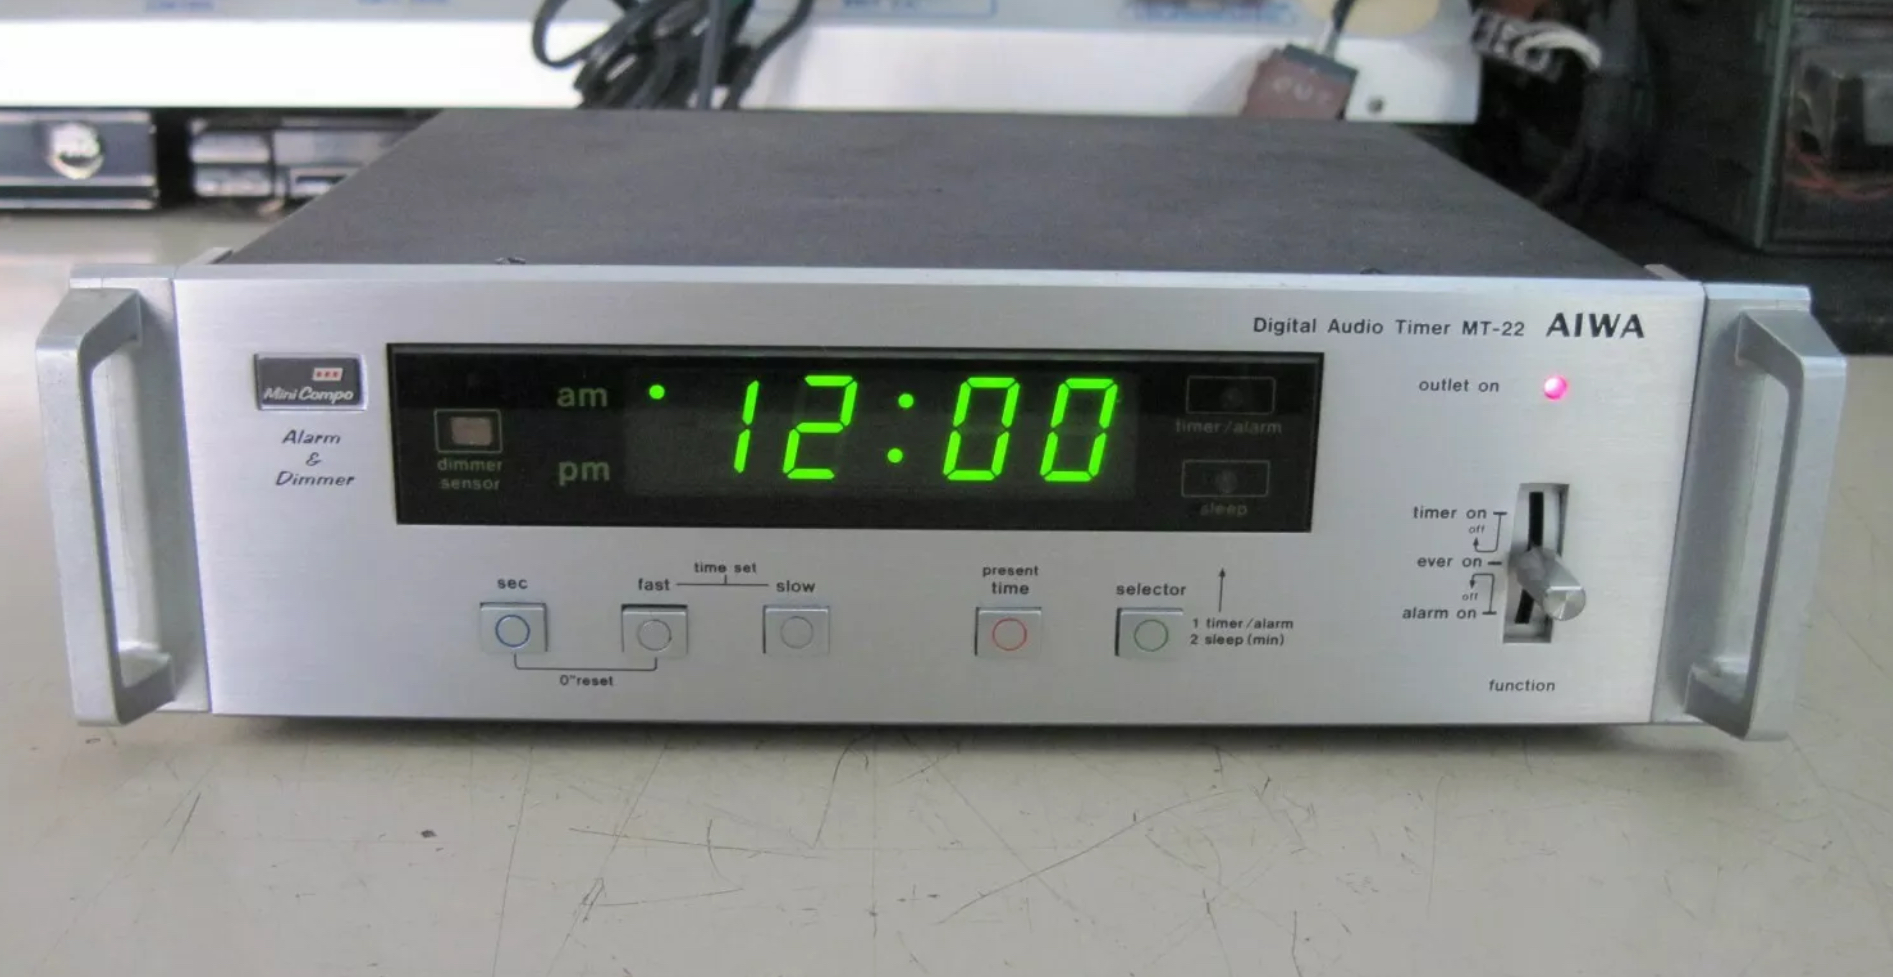 Digital Audio Timer MT-22 AIWA
Mini Compo
Alarm
&
Dimmer
am
pm
12:00
dimmer
sensor
timer/alarm
sleep
outlet on
timer on
off
ever on
off
alarm on
function
sec
fast
time set
slow
0"reset
present
time
selector
1 timer/alarm
2 sleep (min)